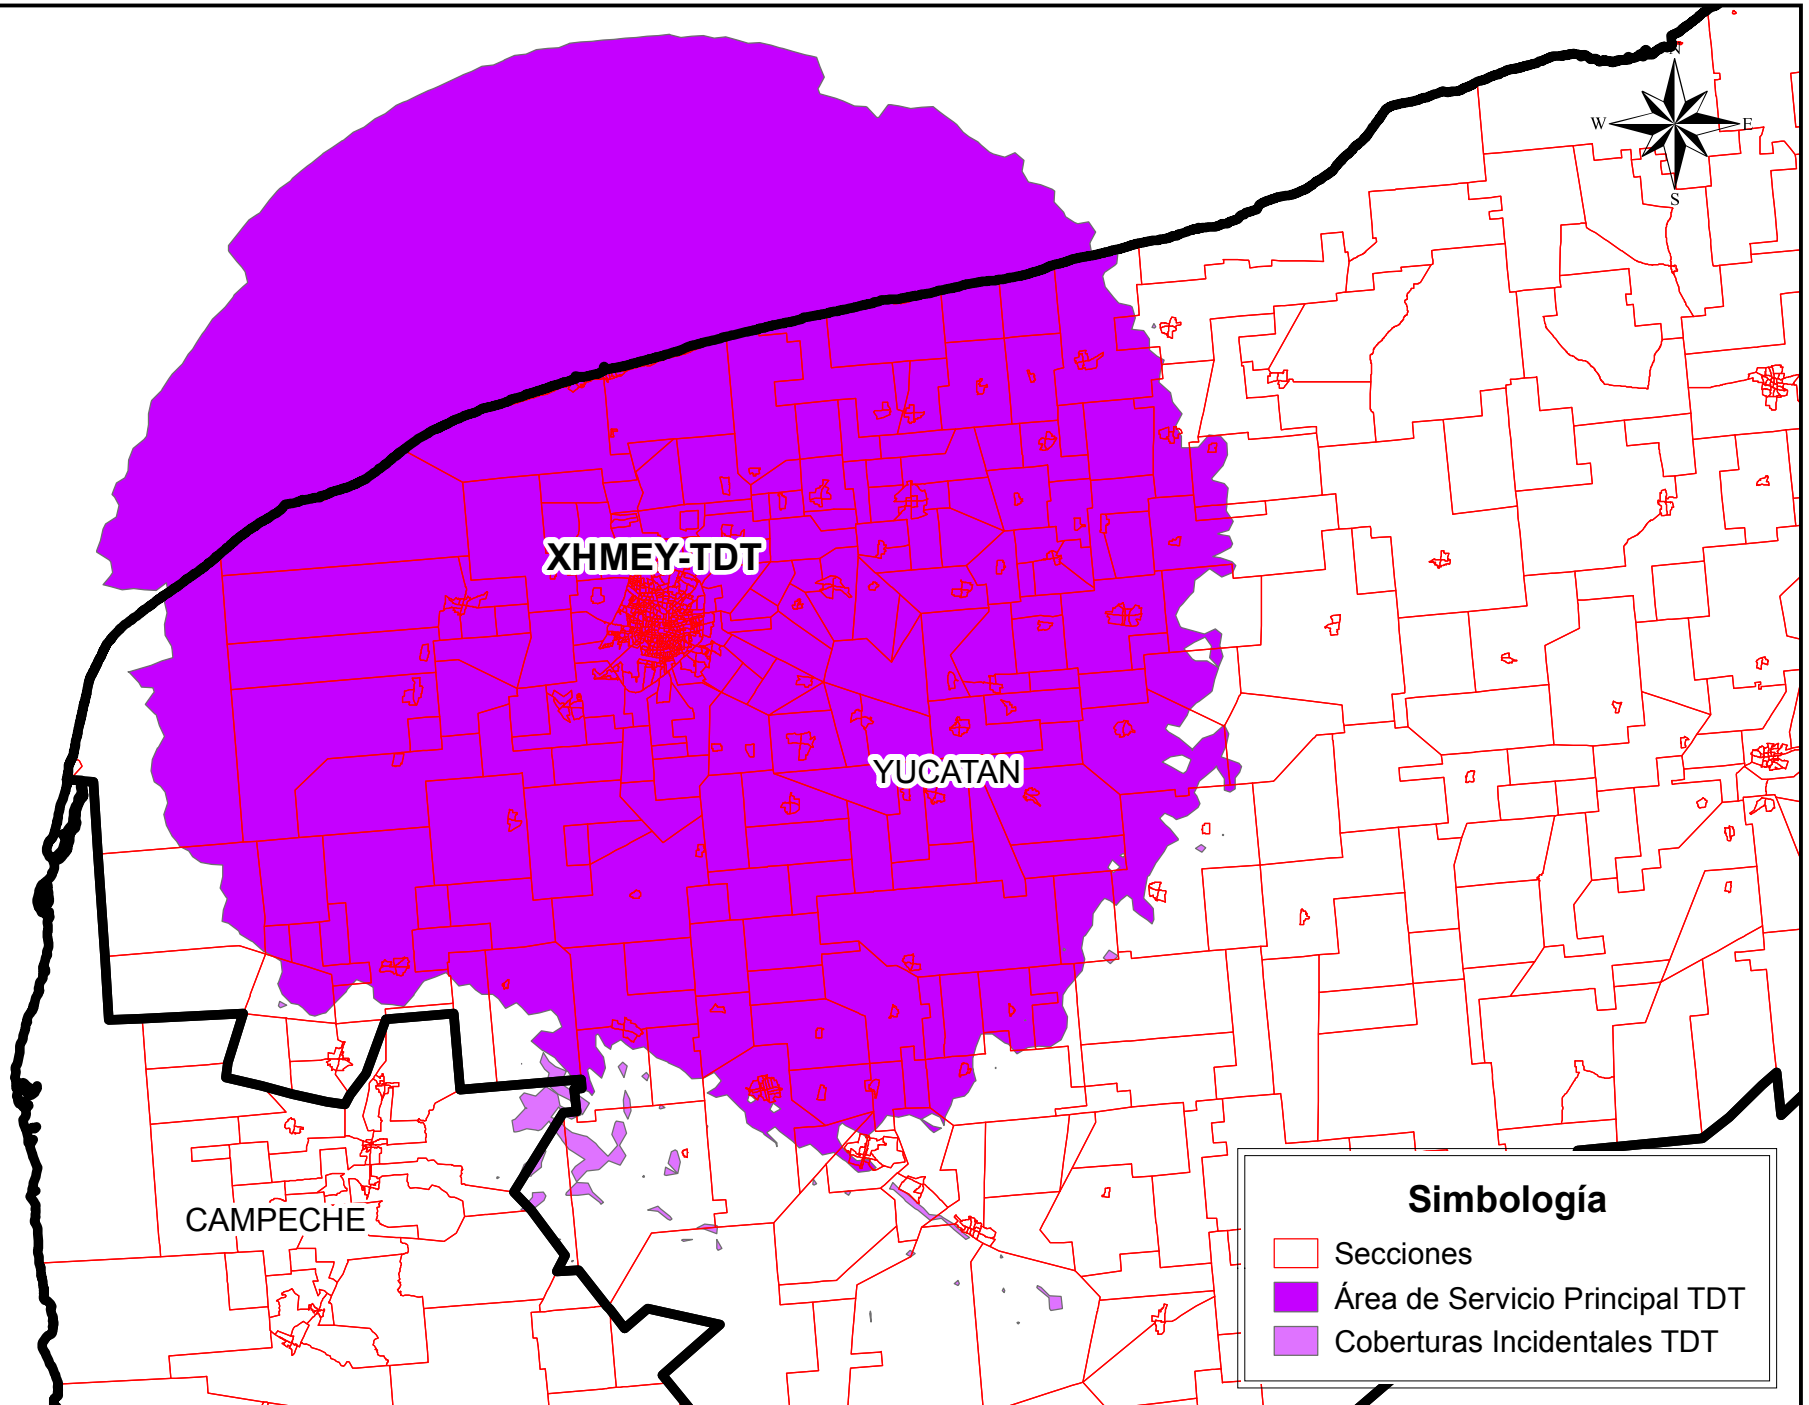 N
W E
S
XHMEY-TDT
YUCATAN
CAMPECHE
Simbología
Secciones
Área de Servicio Principal TDT
Coberturas Incidentales TDT